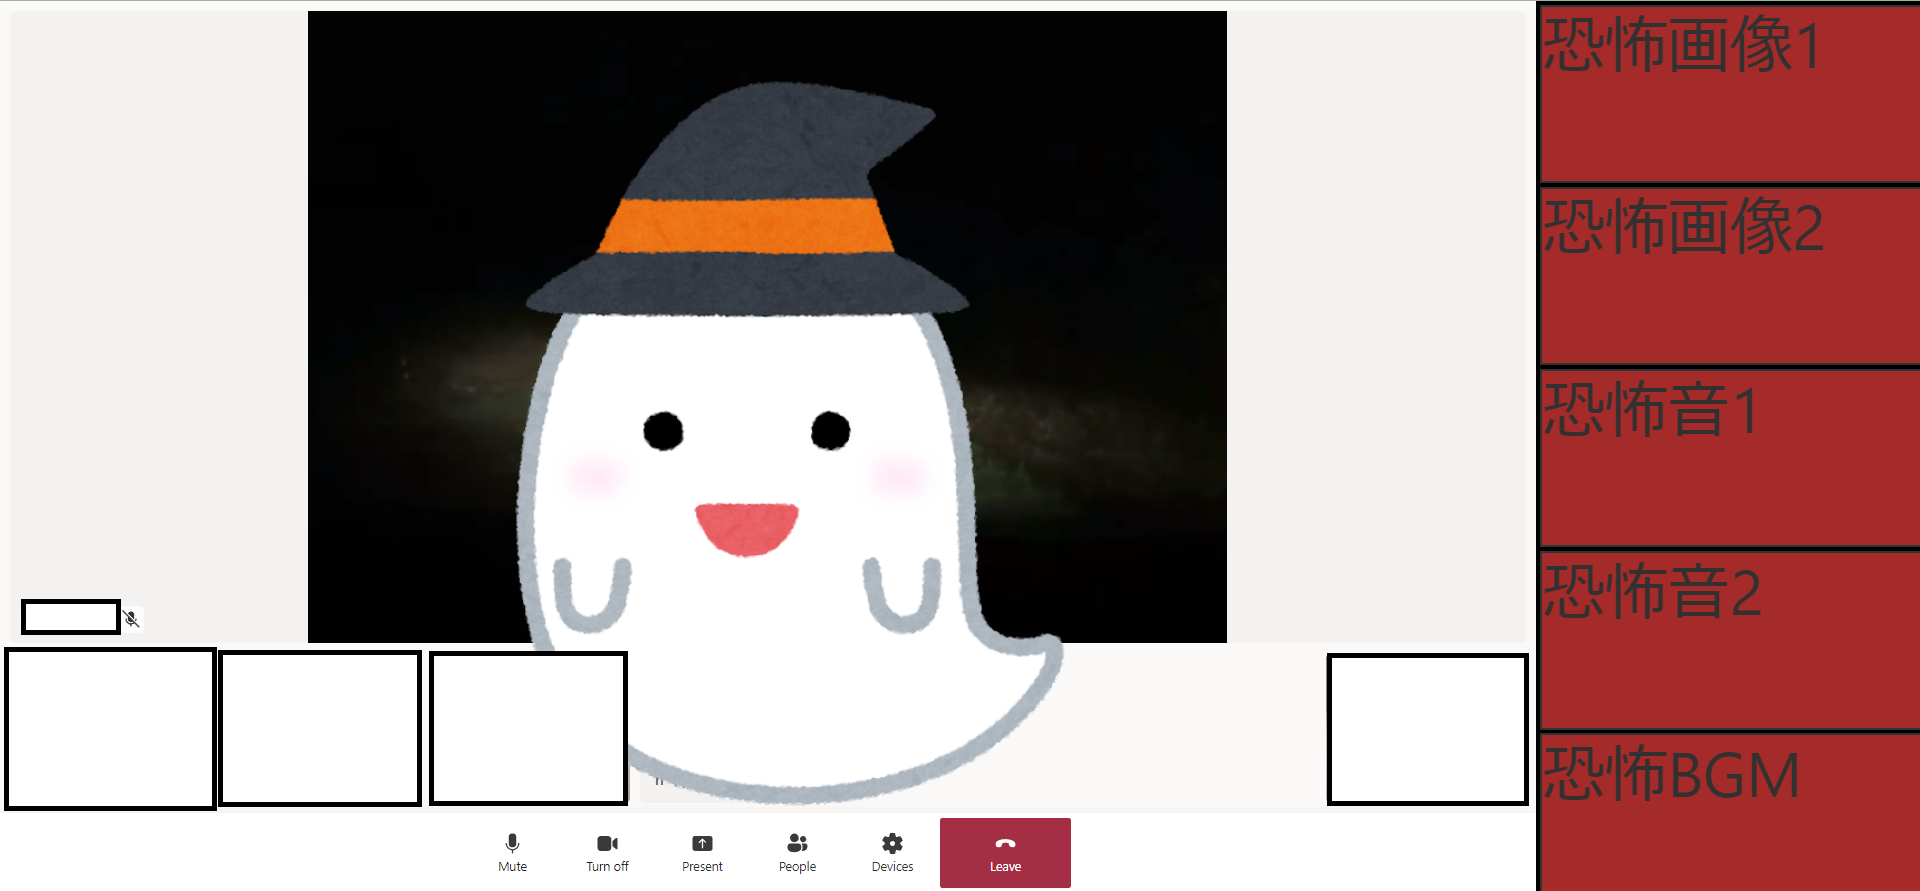 恐怖画像1
恐怖画像2
恐怖音1
恐怖音2
恐怖BGM
Mute
Turn off
Present
People
Devices
Leave